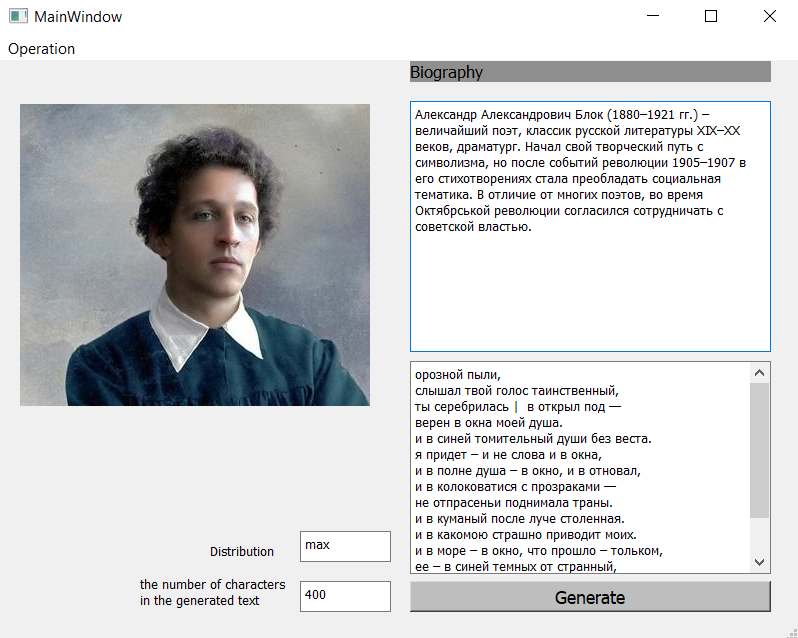 MainWindow
Operation
Biography
Александр Александрович Блок (1880–1921 гг.) –
величайший поэт, классик русской литературы XIX–XX
веков, драматург. Начал свой творческий путь с
символизма, но после событий революции 1905–1907 в
его стихотворениях стала преобладать социальная
тематика. В отличие от многих поэтов, во время
Октябрьской революции согласился сотрудничать с
советской властью.
орозной пыли,
слышал твой голос таинственный,
ты серебрилась |  в открыл под —
верен в окна моей душа.
и в синей томительный души без веста.
я придет – и не слова и в окна,
и в полне душа – в окно, и в отновал,
и в колоковатися с прозраками —
не отпрасеньи поднимала траны.
и в куманый после луче столенная.
и в какомою страшно приводит моих.
и в море – в окно, что прошло – тольком,
ее – в синей темных от странный,
Distribution
max
the number of characters
in the generated text
400
Generate